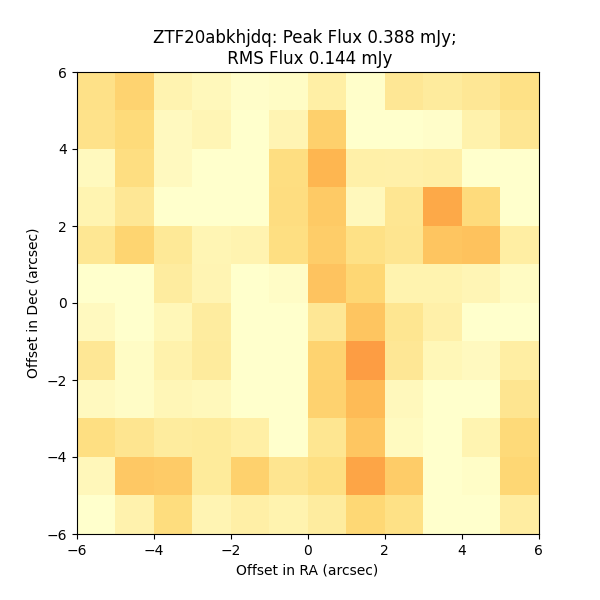 ZTF20abkhjdq: Peak Flux 0.388 mJy;
RMS Flux 0.144 mJy
6
4
2
0
−2
−4
−6
Offset in Dec (arcsec)
−6 −4 −2 0 2 4 6
Offset in RA (arcsec)